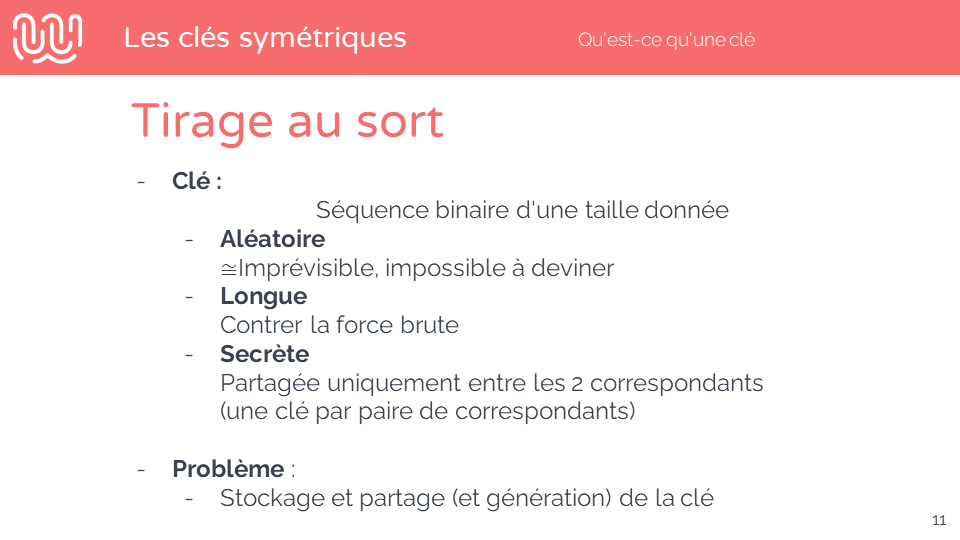 Les clés symétriques
Qu'est-ce qu'une clé
Tirage au sort
- Clé :
Séquence binaire d'une taille donnée
- Aléatoire
≅Imprévisible, impossible à deviner
- Longue
Contrer la force brute
- Secrète
Partagée uniquement entre les 2 correspondants
(une clé par paire de correspondants)
- Problème :
- Stockage et partage (et génération) de la clé
11